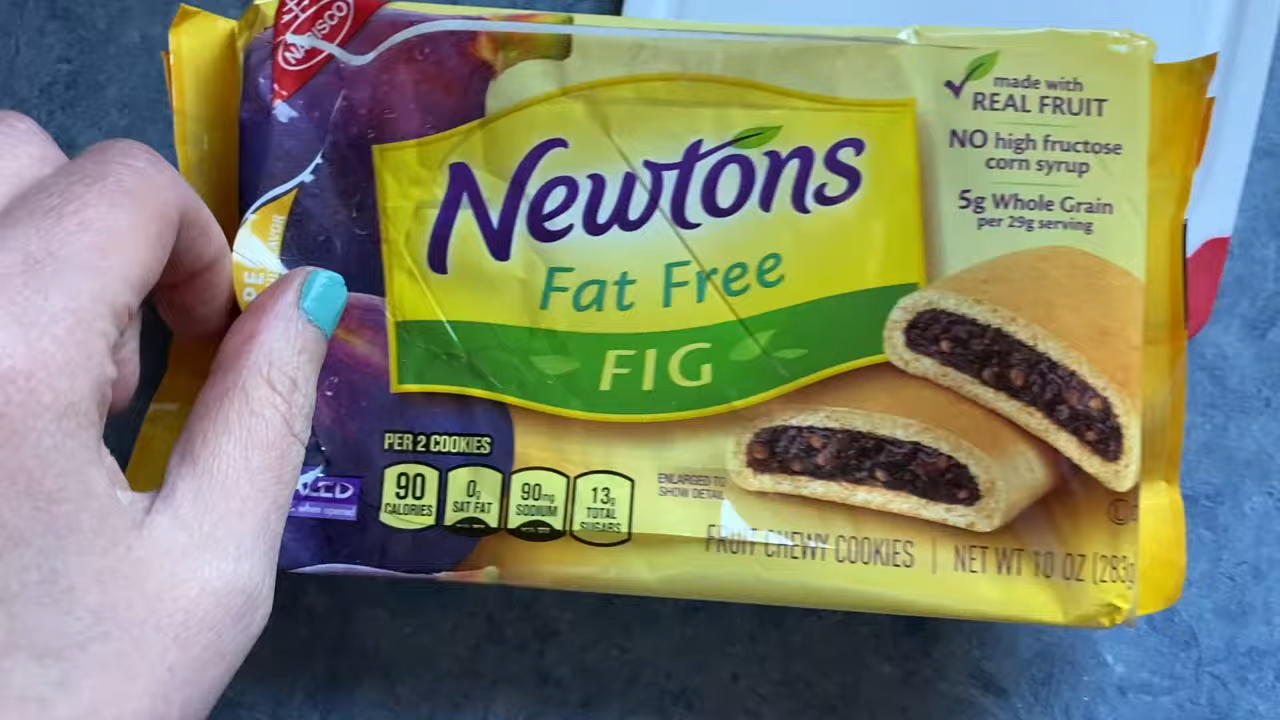 NABISCO
made with
REAL FRUIT
NO high fructose
corn syrup
5g Whole Grain
per 29g serving
Newtons
Fat Free
FIG
PER 2 COOKIES
90
CALORIES
0g
SAT FAT
90mg
SODIUM
13g
TOTAL
SUGARS
ENLARGED TO
SHOW DETAIL
when opened
FRUIT CHEWY COOKIES | NET WT 10 OZ (283g